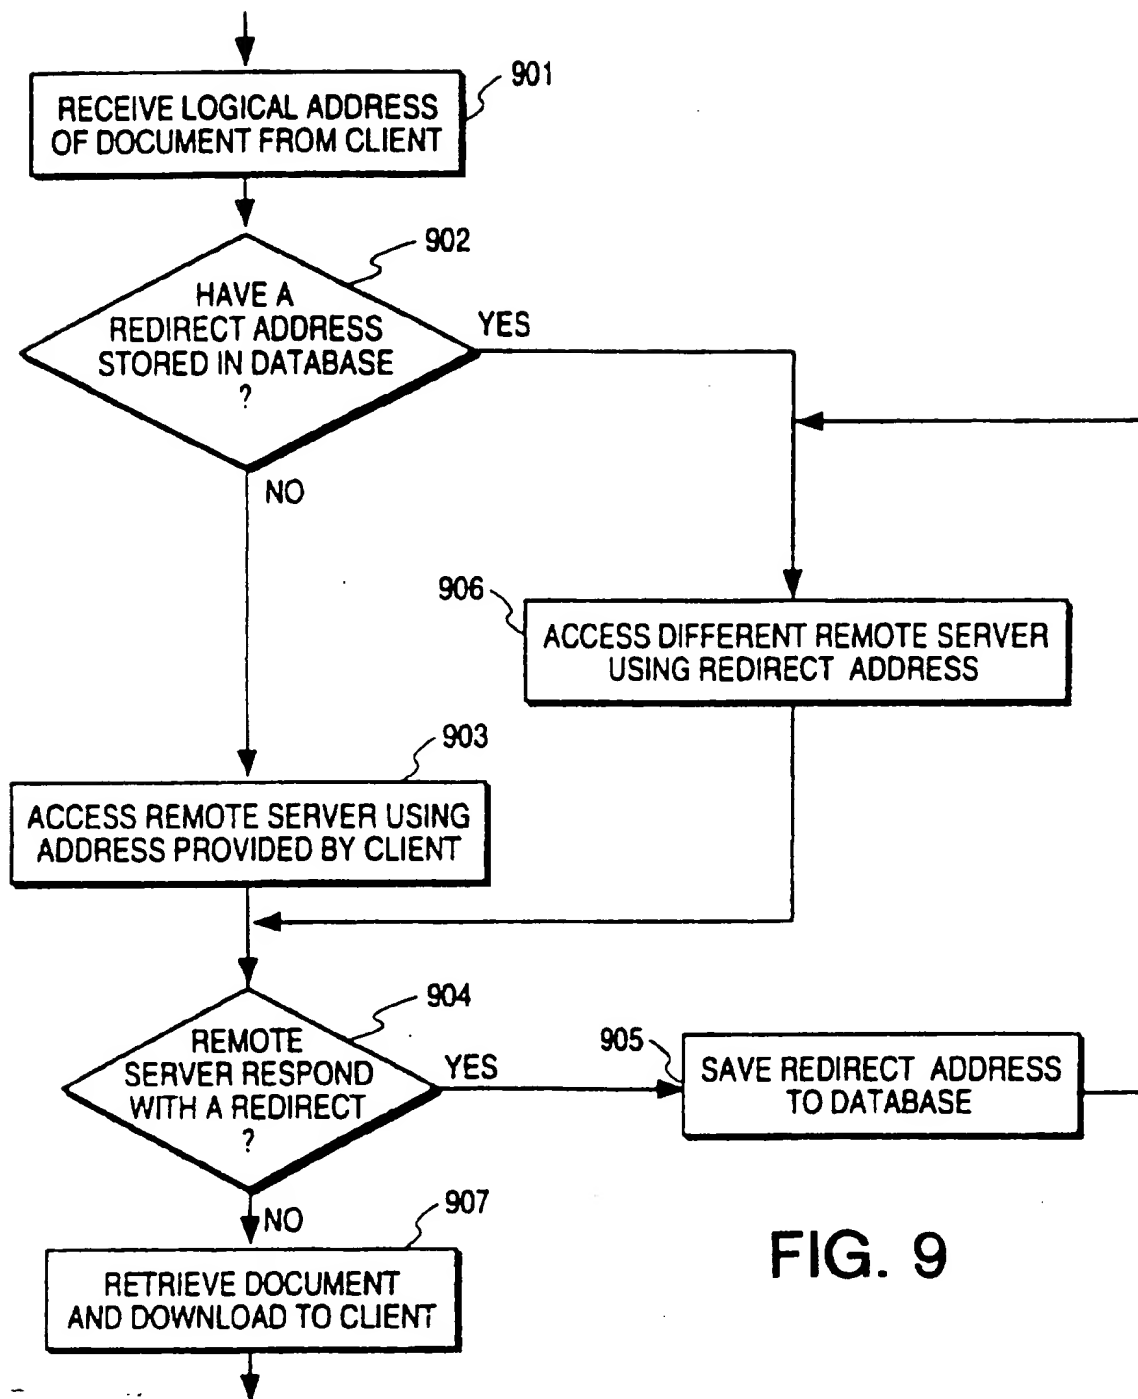 901
RECEIVE LOGICAL ADDRESS
OF DOCUMENT FROM CLIENT
902
HAVE A
REDIRECT ADDRESS
STORED IN DATABASE
?
YES
NO
906
ACCESS DIFFERENT REMOTE SERVER
USING REDIRECT ADDRESS
903
ACCESS REMOTE SERVER USING
ADDRESS PROVIDED BY CLIENT
904
REMOTE
SERVER RESPOND
WITH A REDIRECT
?
YES
905
SAVE REDIRECT ADDRESS
TO DATABASE
NO
907
RETRIEVE DOCUMENT
AND DOWNLOAD TO CLIENT
FIG. 9